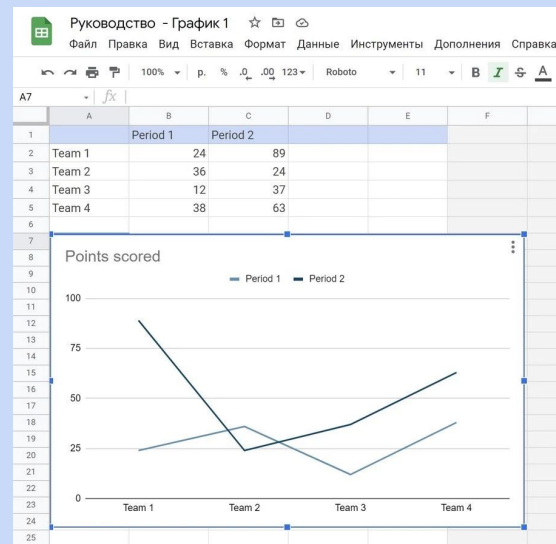 Руководство - График 1
Файл Правка Вид Вставка Формат Данные Инструменты Дополнения Справка
100% р. % .0 .00 123 Roboto 11 B I S A
A7 fx
A B C D E F
1 Period 1 Period 2
2 Team 1 24 89
3 Team 2 36 24
4 Team 3 12 37
5 Team 4 38 63
6
7
8 Points scored
9 Period 1 Period 2
10
11 100
12
13
14 75
15
16
17 50
18
19
20 25
21
22
23 0
24 Team 1 Team 2 Team 3 Team 4
25